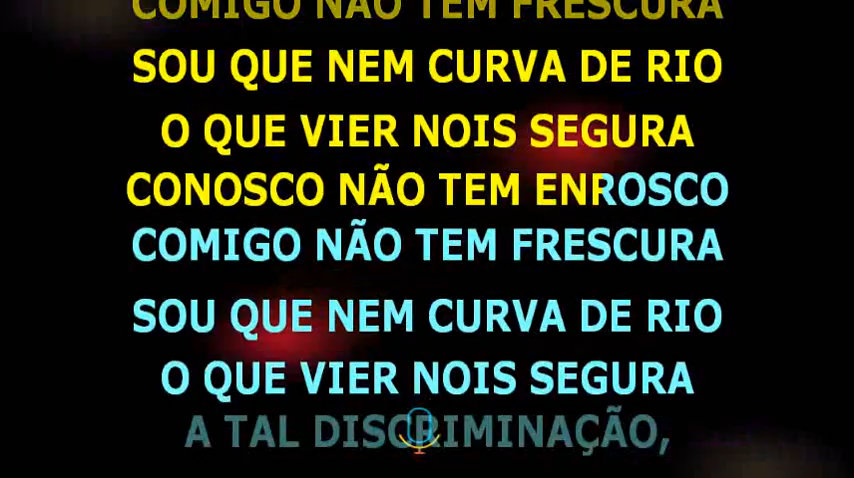 COMIGO NÃO TEM FRESCURA
SOU QUE NEM CURVA DE RIO
O QUE VIER NOIS SEGURA
CONOSCO NÃO TEM ENROSCO
COMIGO NÃO TEM FRESCURA
SOU QUE NEM CURVA DE RIO
O QUE VIER NOIS SEGURA
A TAL DISCRIMINAÇÃO,